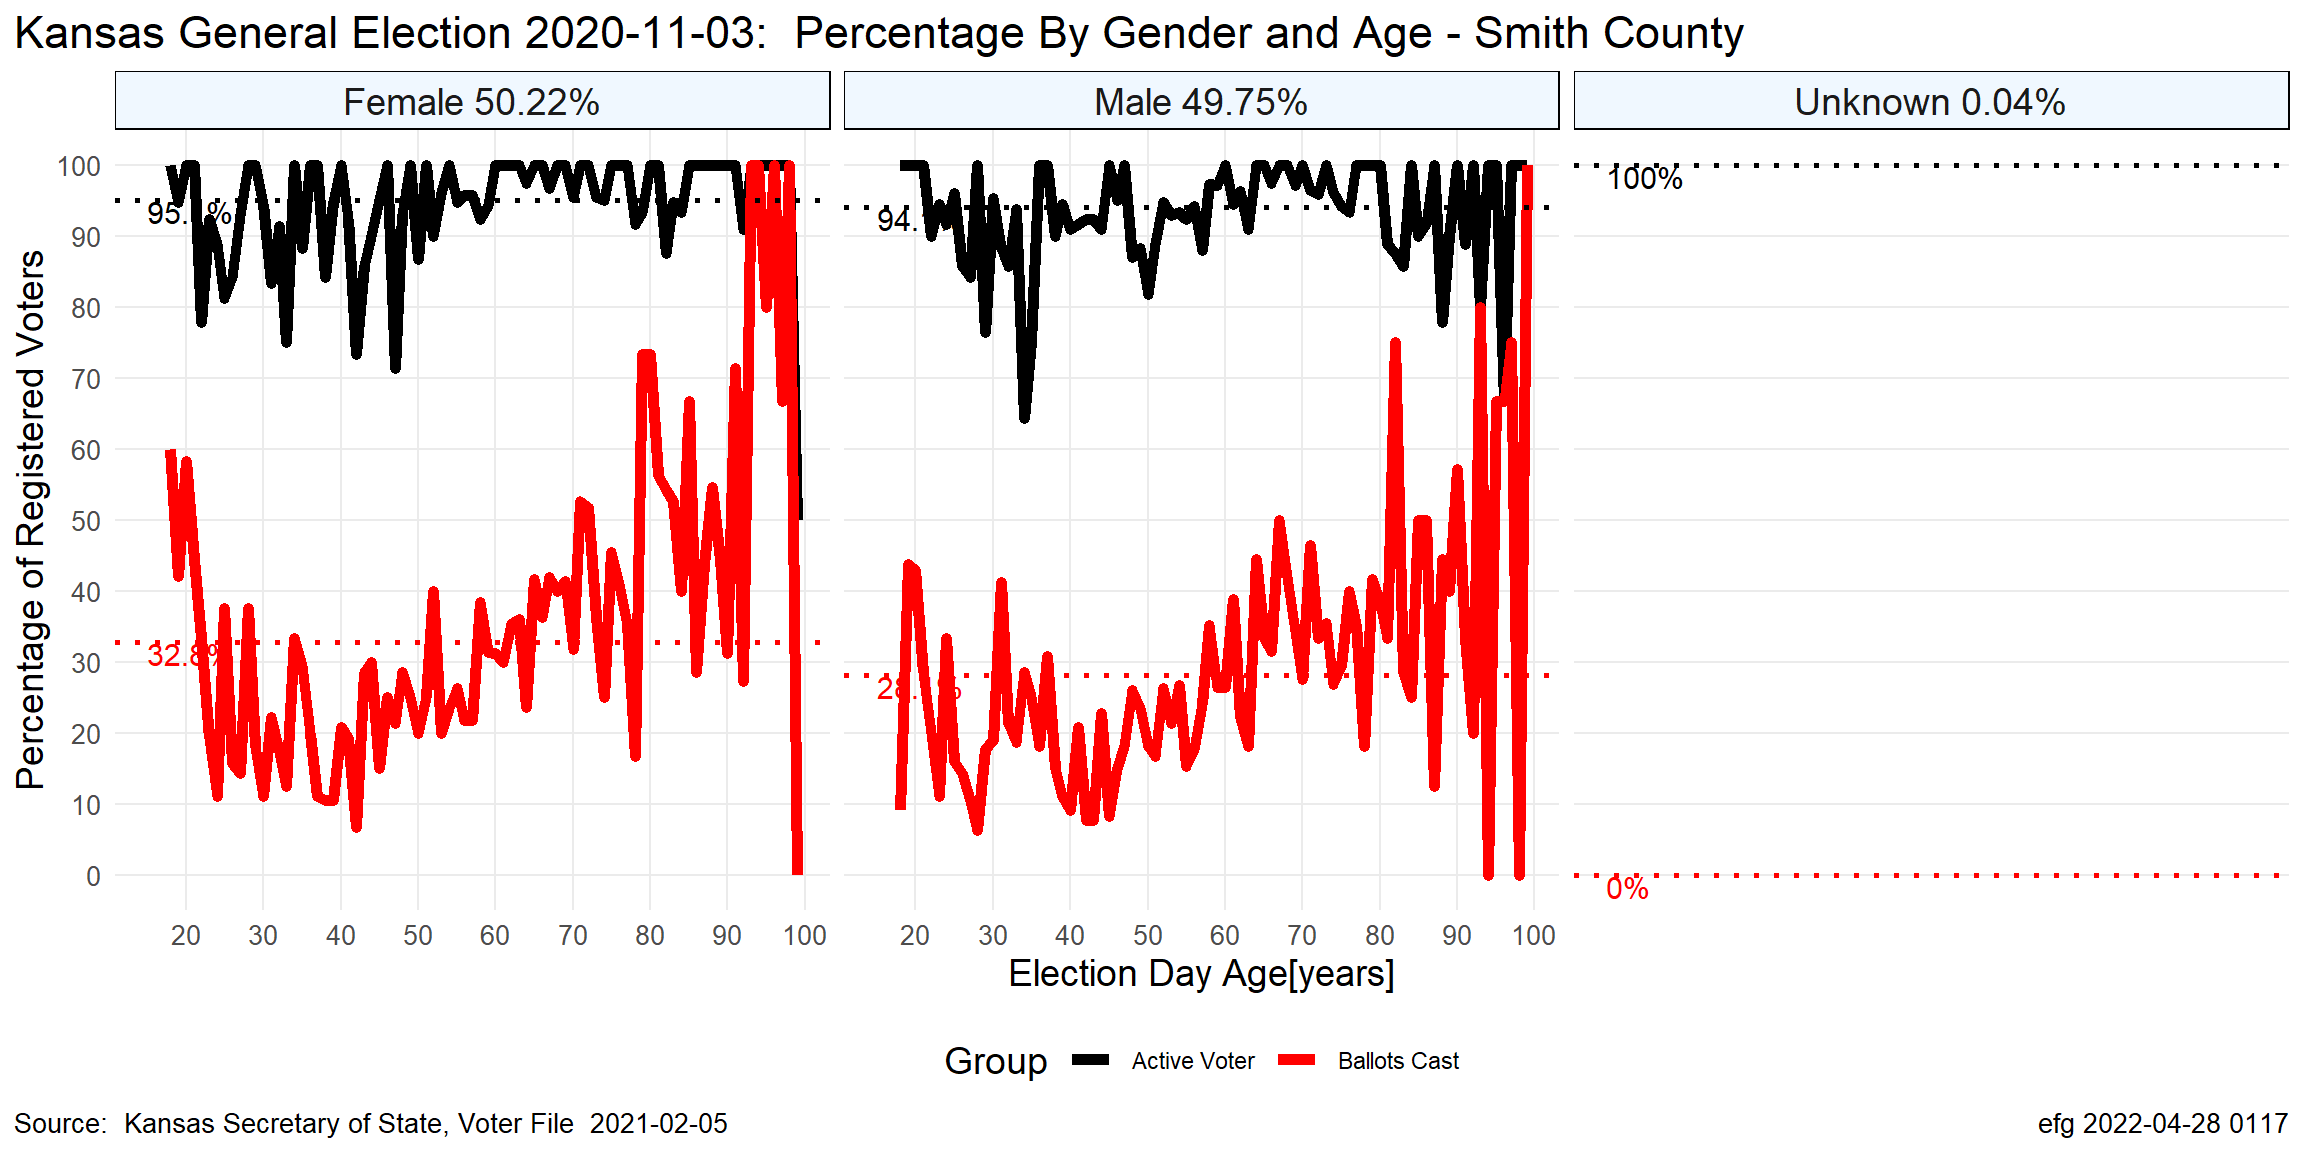 Kansas General Election 2020-11-03:  Percentage By Gender and Age - Smith County
Female 50.22%
Male 49.75%
Unknown 0.04%
Percentage of Registered Voters
100
90
80
70
60
50
40
30
20
10
0
32.8%
100%
0%
20 30 40 50 60 70 80 90 100
20 30 40 50 60 70 80 90 100
Election Day Age[years]
Group Active Voter Ballots Cast
Source:  Kansas Secretary of State, Voter File  2021-02-05
efg 2022-04-28 0117